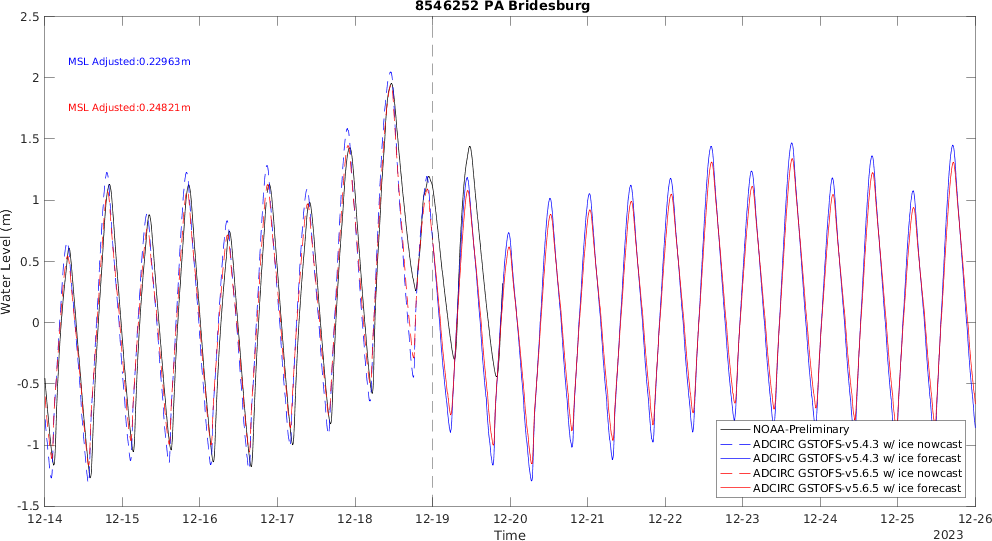 8546252 PA Bridesburg
2.5
2
1.5
1
0.5
0
-0.5
-1
-1.5
Water Level (m)
MSL Adjusted:0.22963m
MSL Adjusted:0.24821m
NOAA-Preliminary
ADCIRC GSTOFS-v5.4.3 w/ ice nowcast
ADCIRC GSTOFS-v5.4.3 w/ ice forecast
ADCIRC GSTOFS-v5.6.5 w/ ice nowcast
ADCIRC GSTOFS-v5.6.5 w/ ice forecast
12-14 12-15 12-16 12-17 12-18 12-19 12-20 12-21 12-22 12-23 12-24 12-25 12-26
Time
2023